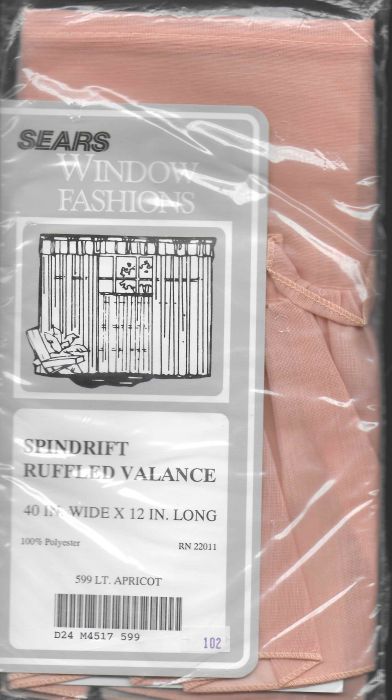 SEARS
WINDOW
FASHIONS
SPINDRIFT
RUFFLED VALANCE
40 IN. WIDE X 12 IN. LONG
100% Polyester RN 22011
599 LT. APRICOT
D24 M4517 599
102